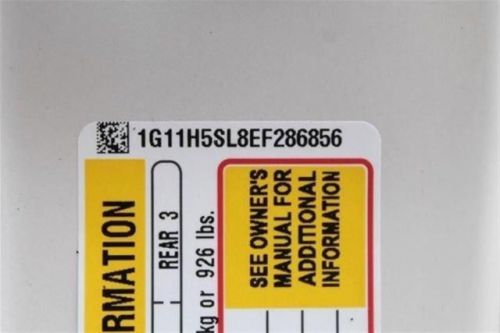 1G11H5SL8EF286856
RMATION
REAR 3
kg or 926 lbs.
SEE OWNER'S
MANUAL FOR
ADDITIONAL
INFORMATION